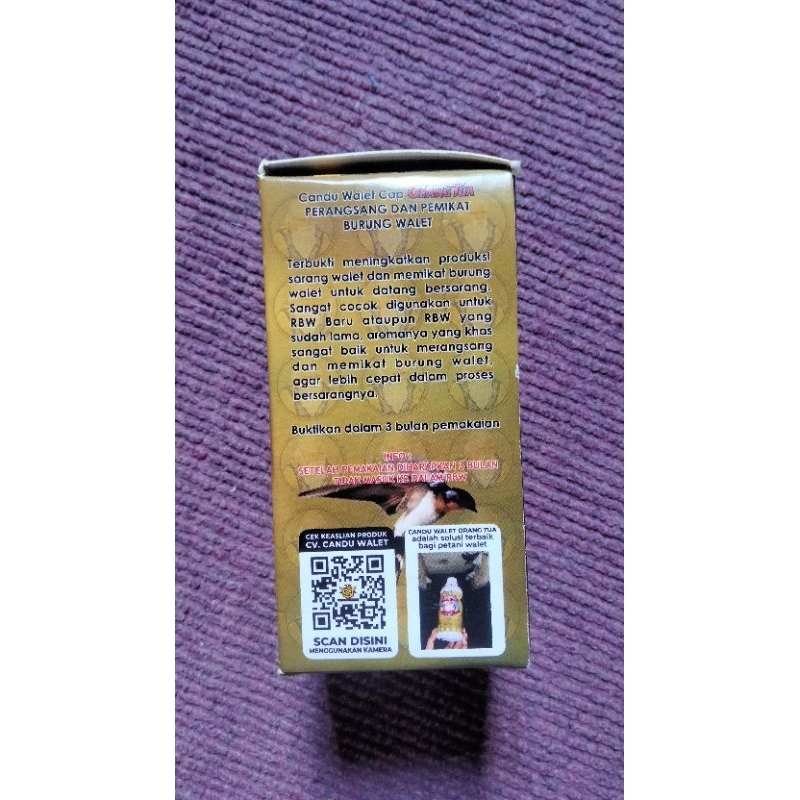 Candu Walet Cap ORANG TUA
PERANGSANG DAN PEMIKAT
BURUNG WALET
Terbukti meningkatkan produksi
sarang walet dan memikat burung
walet untuk datang bersarang.
Sangat cocok digunakan untuk
RBW Baru ataupun RBW yang
sudah lama, aromanya yang khas
sangat baik untuk merangsang
dan memikat burung walet,
agar lebih cepat dalam proses
bersarangnya.
Buktikan dalam 3 bulan pemakaian
INFO :
SETELAH PEMAKAIAN DIHARAPKAN 3 BULAN
TIDAK MASUK KE DALAM RBW
CEK KEASLIAN PRODUK
CV. CANDU WALET
SCAN DISINI
MENGGUNAKAN KAMERA
CANDU WALET ORANG TUA
adalah solusi terbaik
bagi petani walet